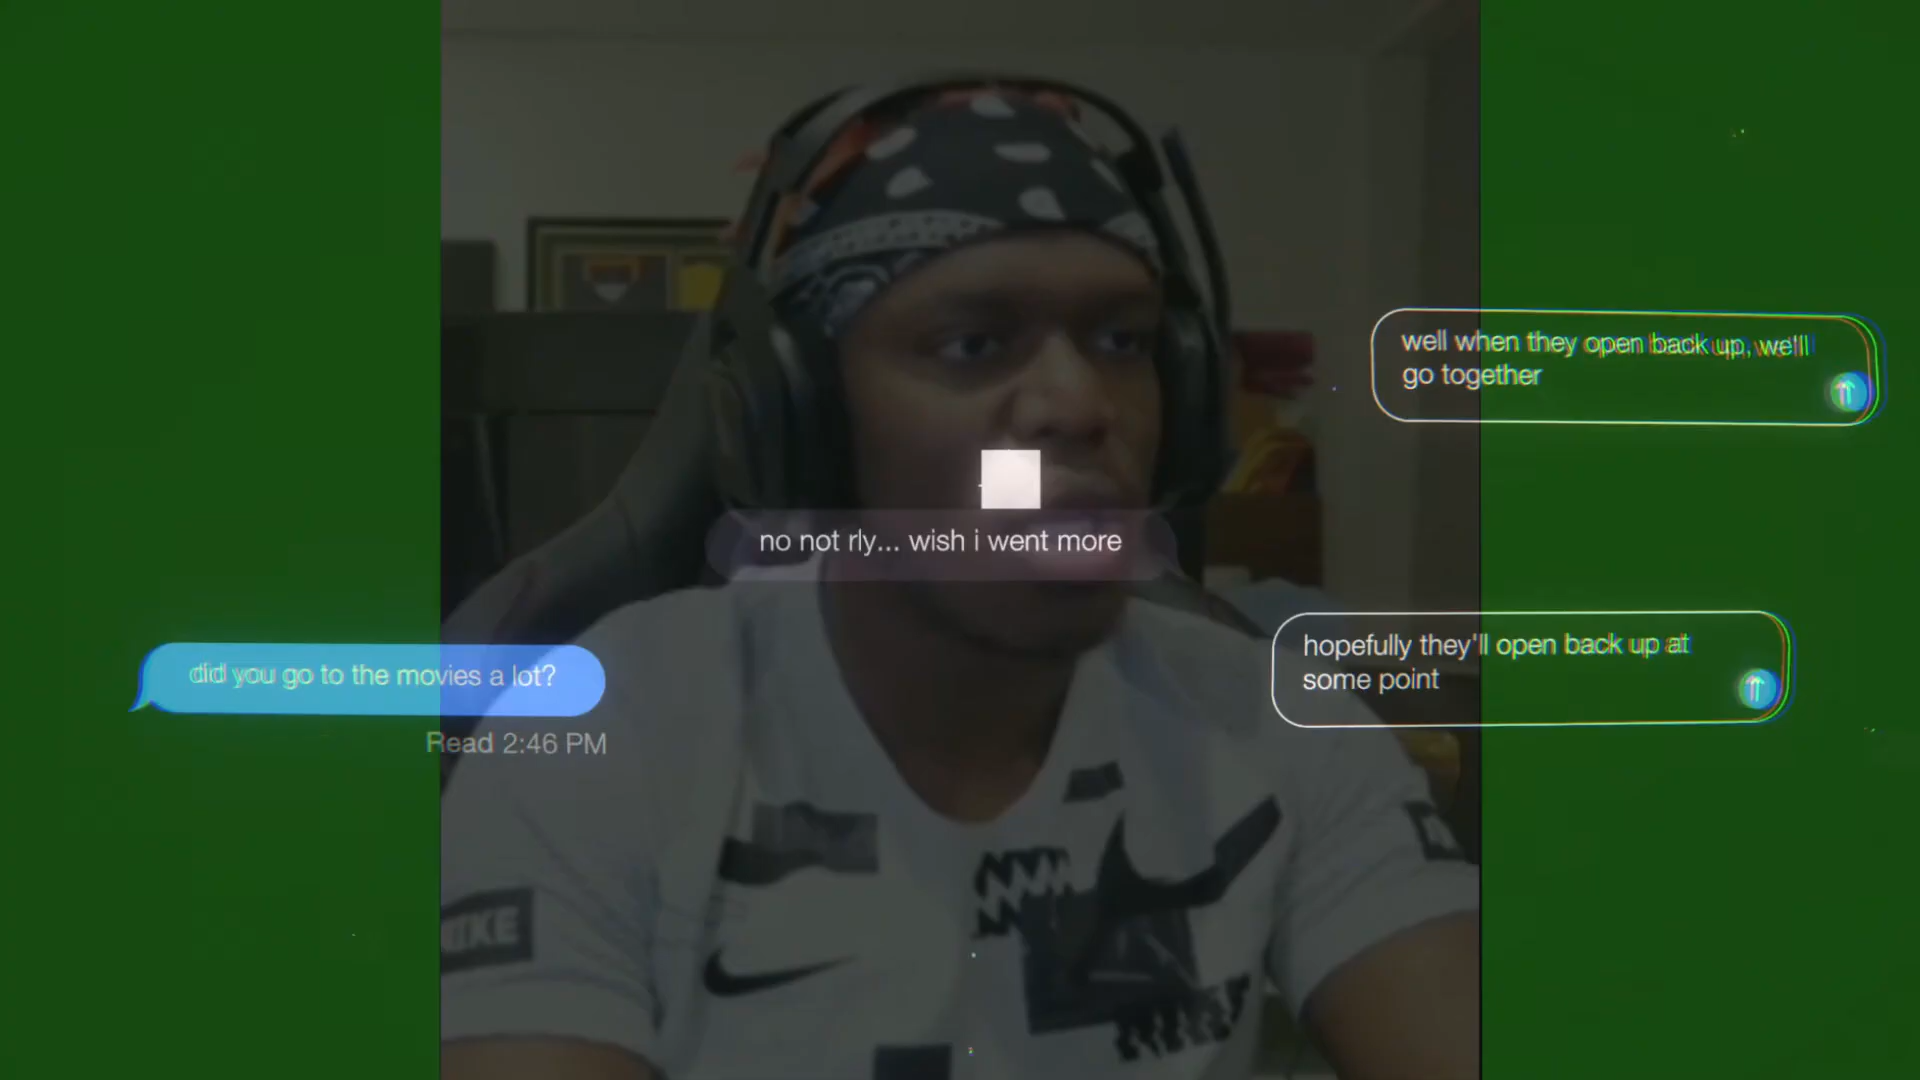 well when they open back up, we'll
go together
no not rly... wish i went more
hopefully they'll open back up at
some point
did you go to the movies a lot?
Read 2:46 PM
NIKE